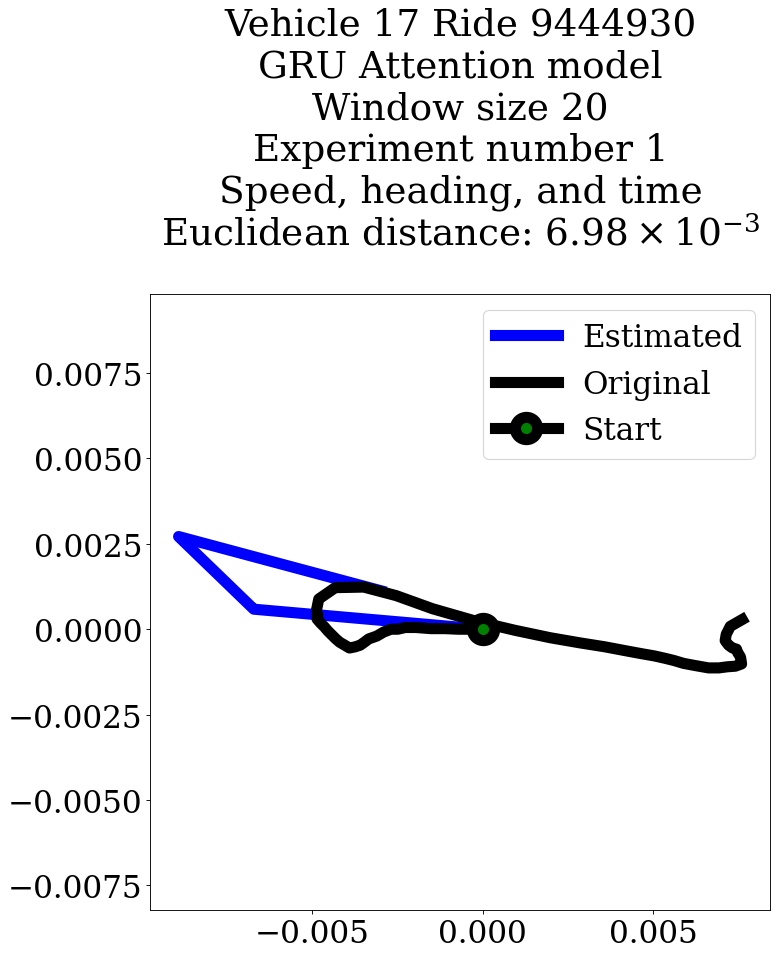 Vehicle 17 Ride 9444930
GRU Attention model
Window size 20
Experiment number 1
Speed, heading, and time
Euclidean distance: 6.98 × 10⁻³
Estimated
Original
Start
0.0075
0.0050
0.0025
0.0000
−0.0025
−0.0050
−0.0075
−0.005 0.000 0.005